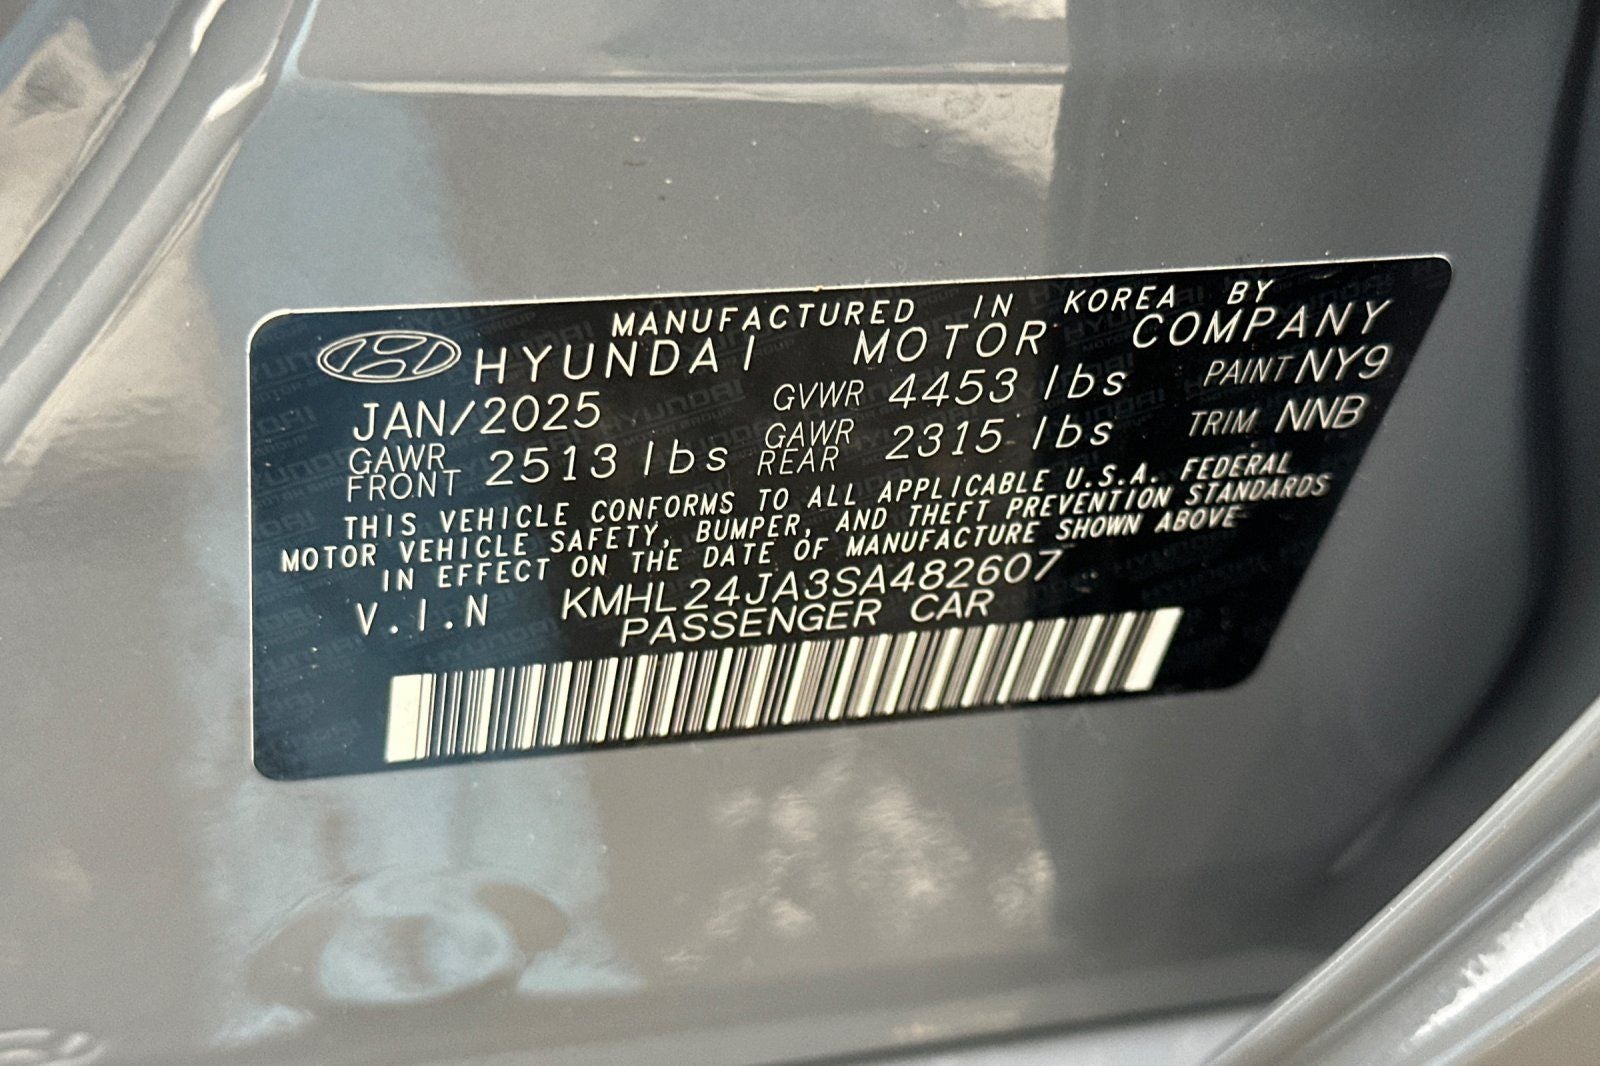 MANUFACTURED IN KOREA BY
HYUNDAI MOTOR COMPANY
JAN/2025 GVWR 4453 lbs PAINT NY9
GAWR FRONT 2513 lbs GAWR REAR 2315 lbs TRIM NNB
THIS VEHICLE CONFORMS TO ALL APPLICABLE U.S.A. FEDERAL
MOTOR VEHICLE SAFETY, BUMPER, AND THEFT PREVENTION STANDARDS
IN EFFECT ON THE DATE OF MANUFACTURE SHOWN ABOVE
V.I.N KMHL24JA3SA482607
PASSENGER CAR